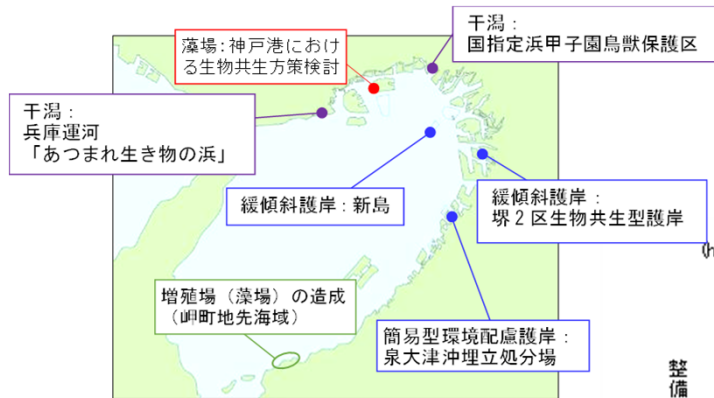 干潟：
国指定浜甲子園鳥獣保護区
藻場：神戸港におけ
る生物共生方策検討
干潟：
兵庫運河
「あつまれ生き物の浜」
緩傾斜護岸：新島
緩傾斜護岸：
堺２区生物共生型護岸
増殖場（藻場）の造成
（岬町地先海域）
簡易型環境配慮護岸：
泉大津沖埋立処分場
整備